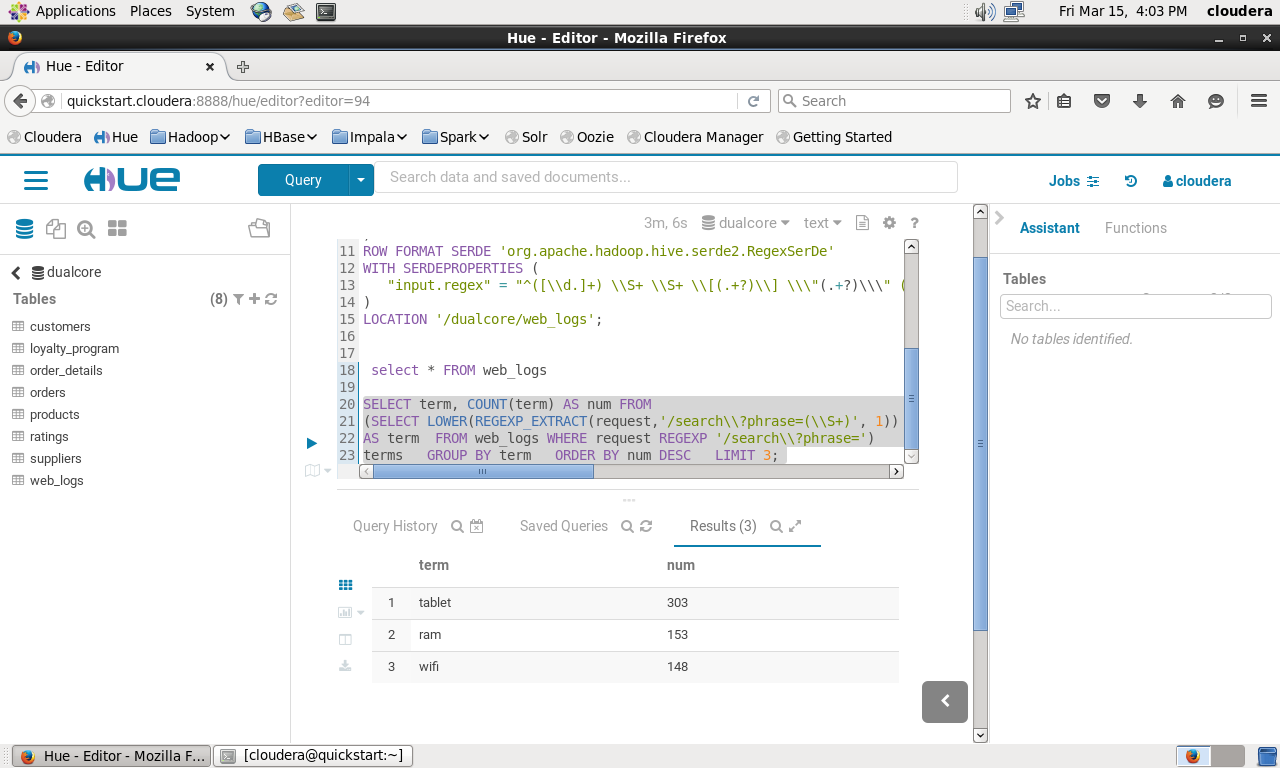 Applications Places System Fri Mar 15, 4:03 PM cloudera
Hue - Editor - Mozilla Firefox
Hue - Editor
quickstart.cloudera:8888/hue/editor?editor=94
Search
Cloudera Hue Hadoop HBase Impala Spark Solr Oozie Cloudera Manager Getting Started
HUE Query Search data and saved documents... Jobs cloudera
3m, 6s dualcore text ?
Assistant Functions
dualcore
Tables (8)
customers
loyalty_program
order_details
orders
products
ratings
suppliers
web_logs
11 ROW FORMAT SERDE 'org.apache.hadoop.hive.serde2.RegexSerDe'
12 WITH SERDEPROPERTIES (
13 "input.regex" = "^([\\d.]+) \\S+ \\S+ \\[(.+?)\\] \\\"(.+?)\\\" (
14 )
15 LOCATION '/dualcore/web_logs';
16
17
18 select * FROM web_logs
19
20 SELECT term, COUNT(term) AS num FROM
21 (SELECT LOWER(REGEXP_EXTRACT(request,'/search\\?phrase=(\\S+)', 1))
22 AS term FROM web_logs WHERE request REGEXP '/search\\?phrase=')
23 terms GROUP BY term ORDER BY num DESC LIMIT 3;
Query History Saved Queries Results (3)
term num
1 tablet 303
2 ram 153
3 wifi 148
Tables
Search...
No tables identified.
Hue - Editor - Mozilla F... [cloudera@quickstart:~]